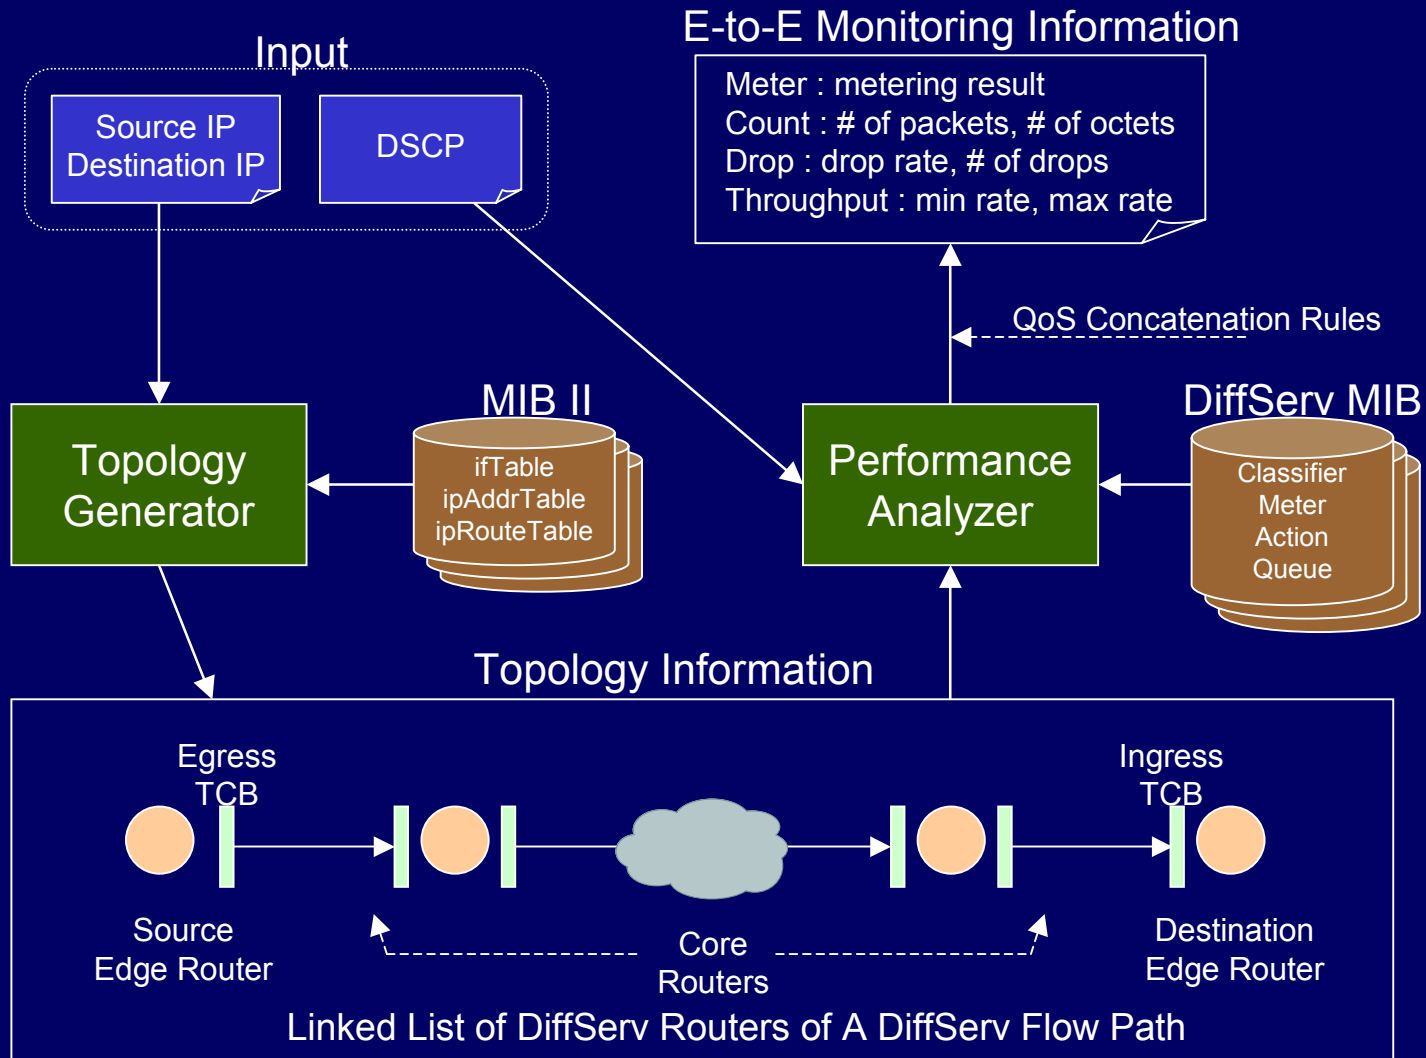 Input
Source IP
Destination IP
DSCP
E-to-E Monitoring Information
Meter : metering result
Count : # of packets, # of octets
Drop : drop rate, # of drops
Throughput : min rate, max rate
QoS Concatenation Rules
Topology
Generator
MIB II
ifTable
ipAddrTable
ipRouteTable
Performance
Analyzer
DiffServ MIB
Classifier
Meter
Action
Queue
Topology Information
Egress
TCB
Ingress
TCB
Source
Edge Router
Core
Routers
Destination
Edge Router
Linked List of DiffServ Routers of A DiffServ Flow Path